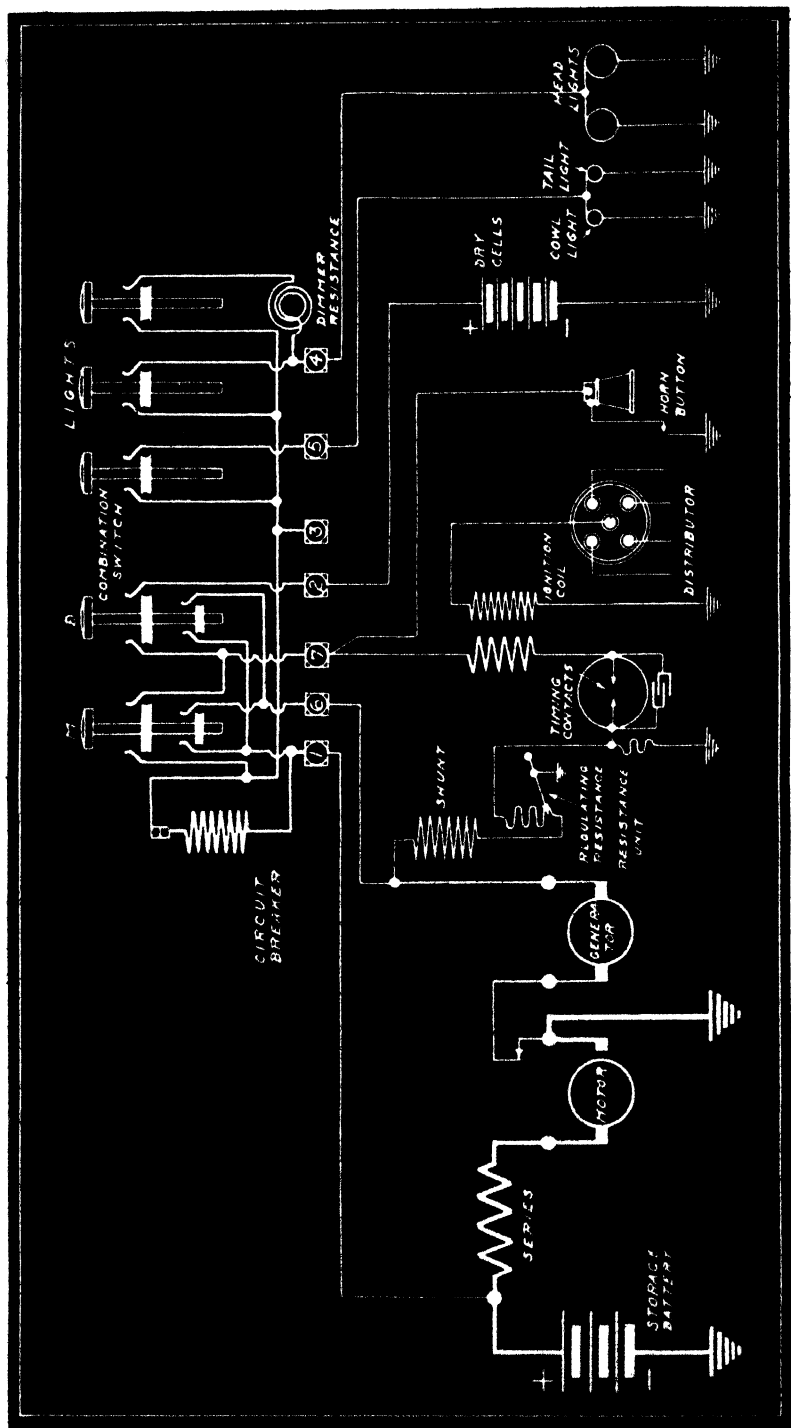 LIGHTS
COMBINATION
SWITCH
M
CIRCUIT
BREAKER
1
6
7
2
3
5
4
DIMMER
RESISTANCE
HEAD
LIGHTS
TAIL
LIGHT
COWL
LIGHT
DRY
CELLS
+
−
HORN
BUTTON
DISTRIBUTOR
IGNITION
COIL
TIMING
CONTACTS
SHUNT
REGULATING
RESISTANCE
RESISTANCE
UNIT
GENERA
TOR
MOTOR
SERIES
STORAGE
BATTERY
+
−